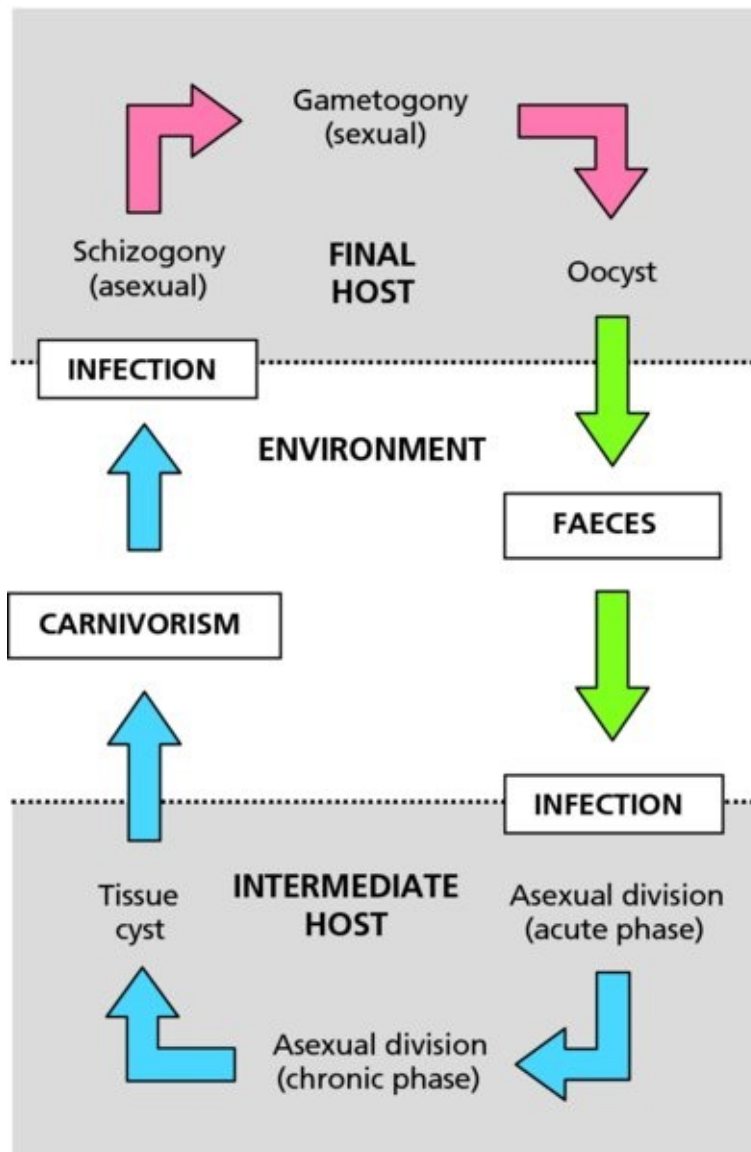 Gametogony
(sexual)
Schizogony
(asexual)
FINAL
HOST
Oocyst
INFECTION
ENVIRONMENT
FAECES
CARNIVORISM
INFECTION
Tissue
cyst
INTERMEDIATE
HOST
Asexual division
(acute phase)
Asexual division
(chronic phase)